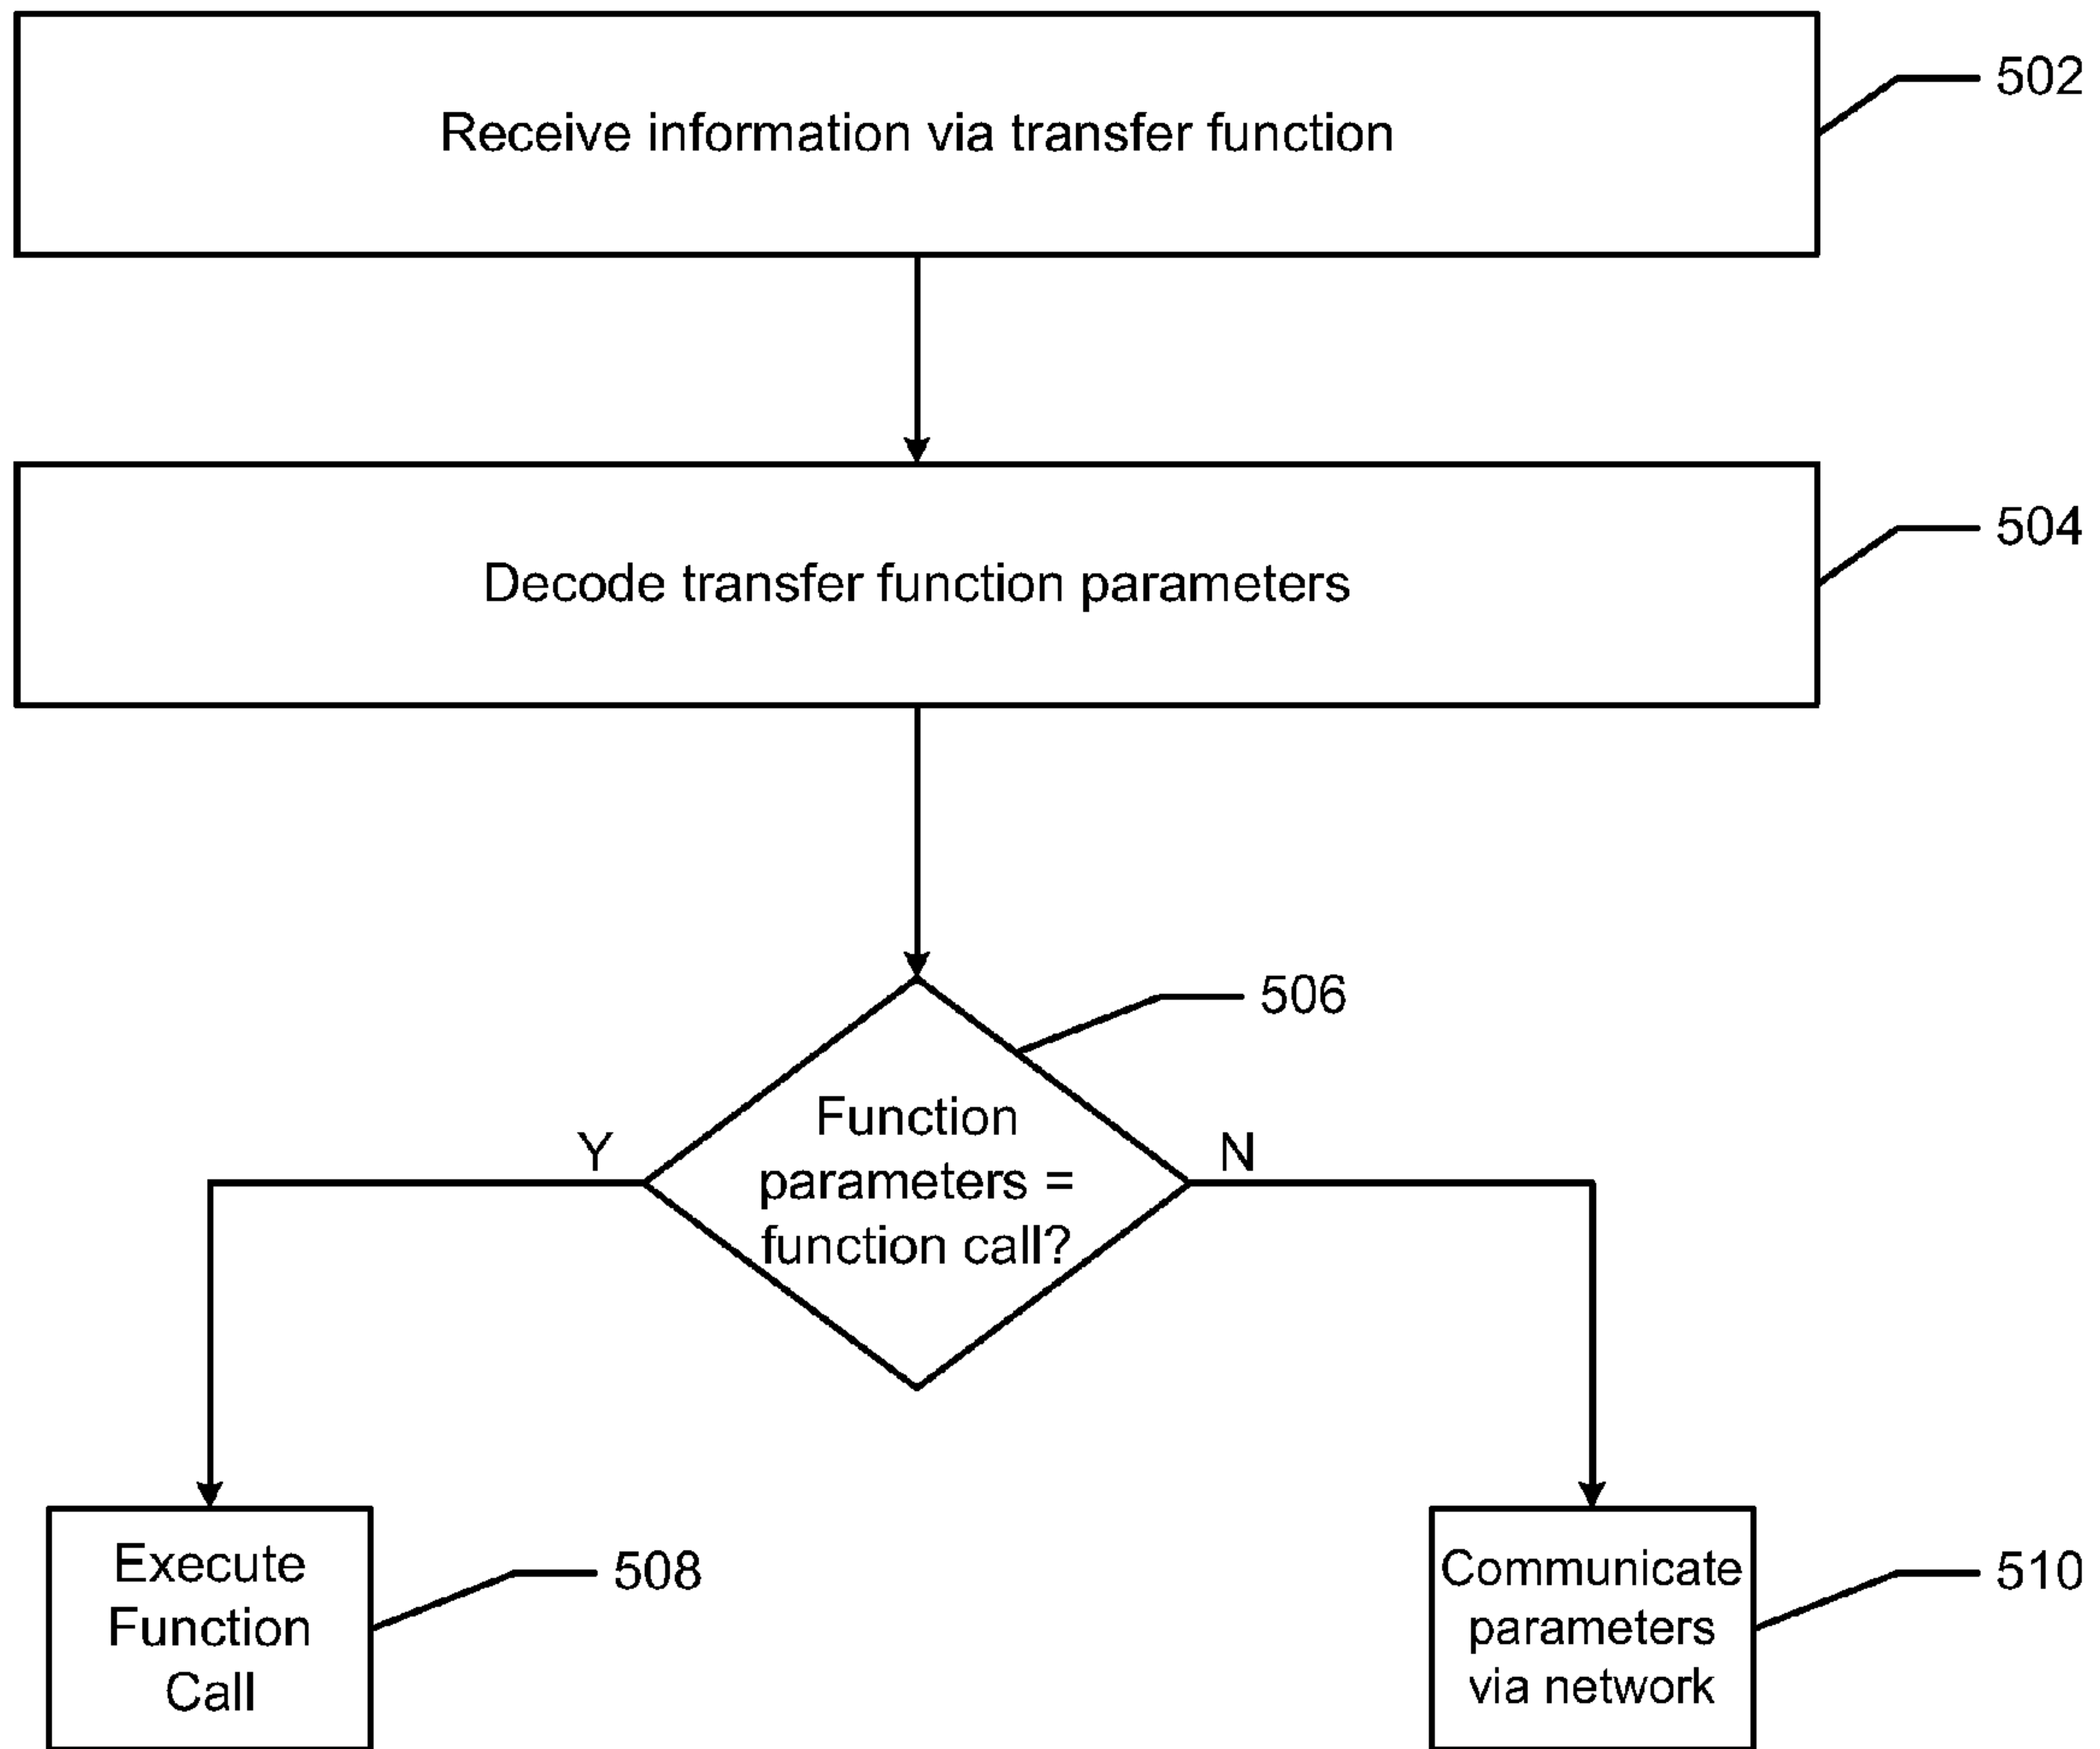 Receive information via transfer function
502
Decode transfer function parameters
504
506
Function
parameters =
function call?
Y
N
Execute
Function
Call
508
Communicate
parameters
via network
510